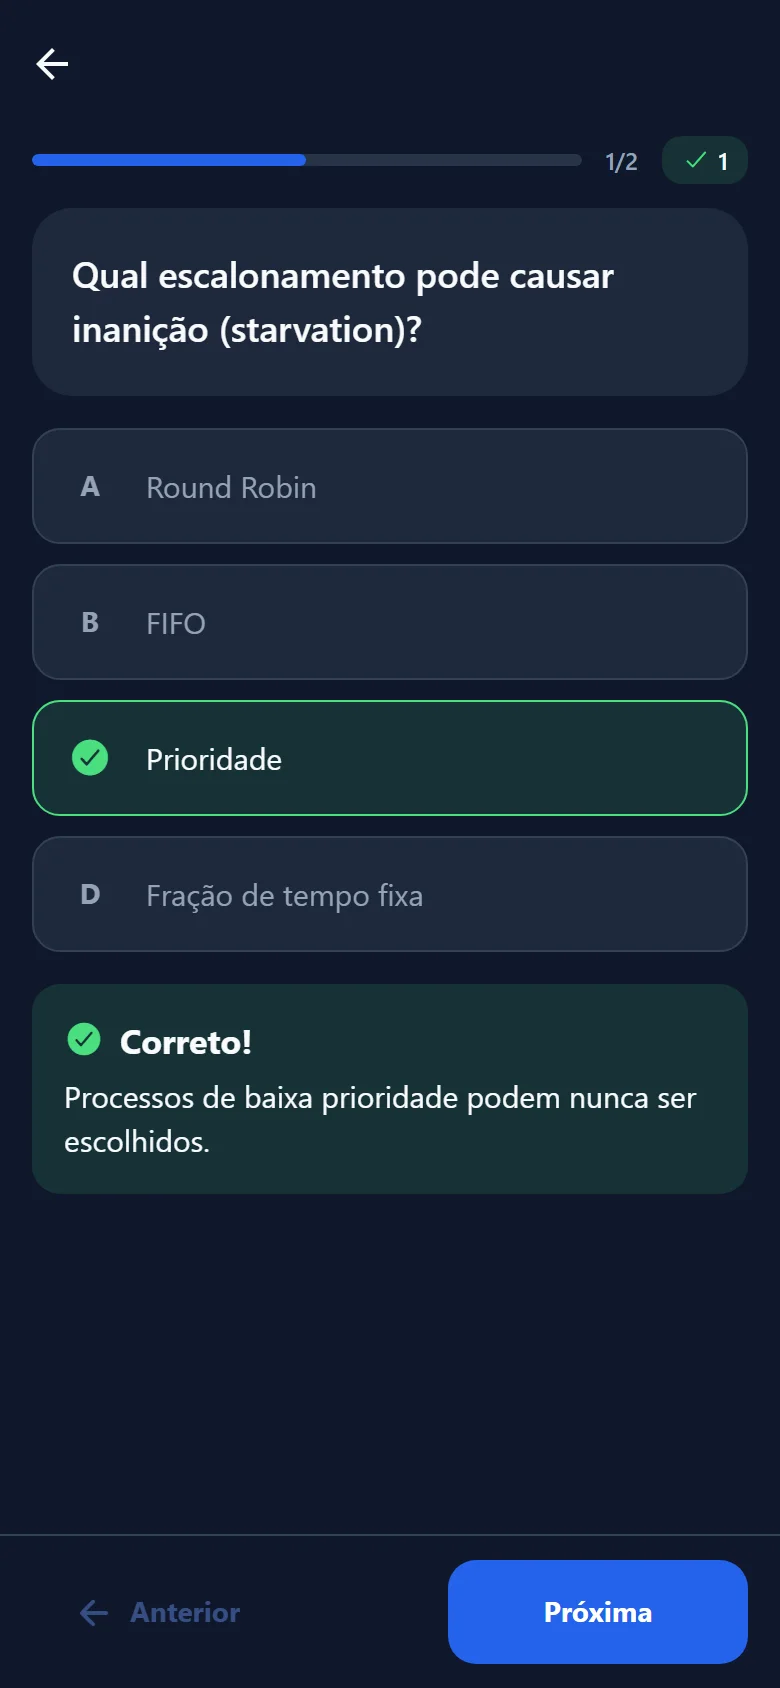 1/2
1
Qual escalonamento pode causar
inanição (starvation)?
A Round Robin
B FIFO
Prioridade
D Fração de tempo fixa
Correto!
Processos de baixa prioridade podem nunca ser
escolhidos.
Anterior
Próxima